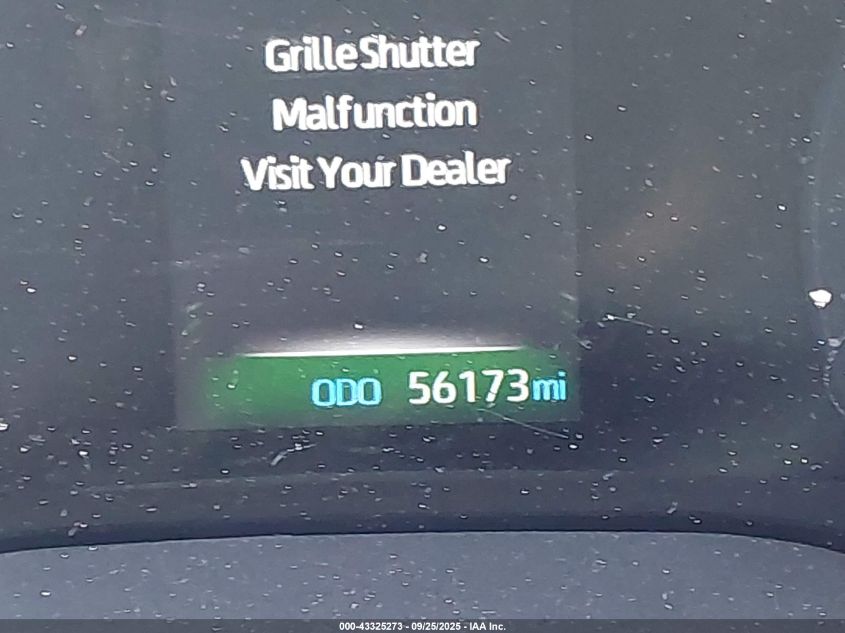 Grille Shutter
Malfunction
Visit Your Dealer
ODO 56173 mi
000-43325273 - 09/25/2025 - IAA Inc.